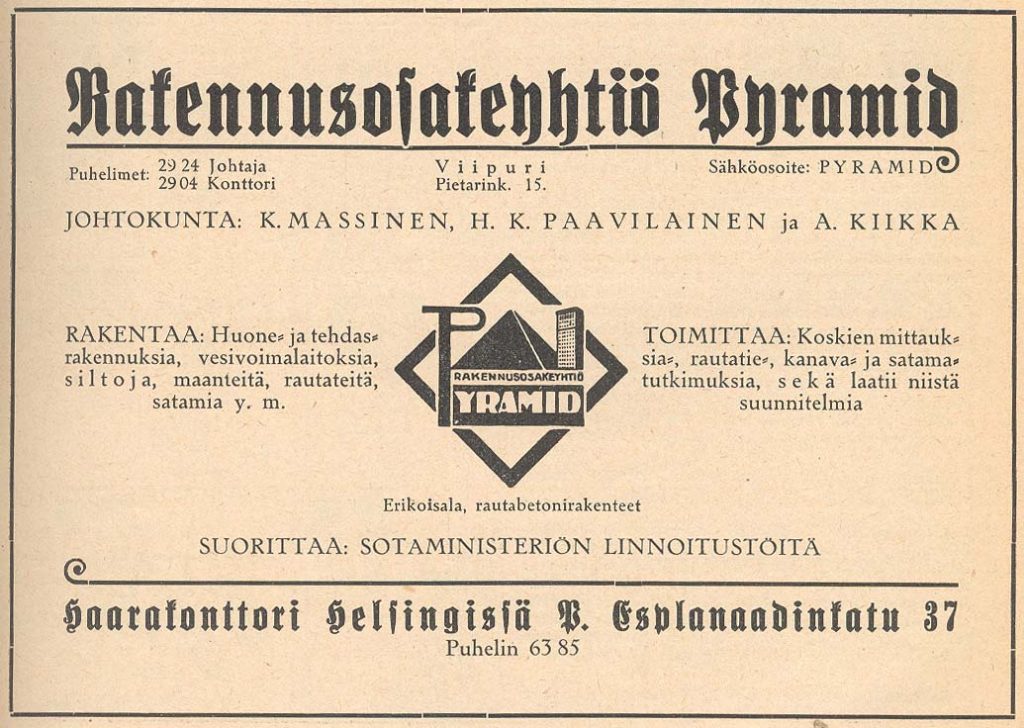 Rakennusosakeyhtiö Pyramid
Puhelimet: 29 24 Johtaja
29 04 Konttori
Viipuri
Pietarink. 15.
Sähköosoite: PYRAMID
JOHTOKUNTA: K. MASSINEN, H. K. PAAVILAINEN ja A. KIIKKA
RAKENTAA: Huone- ja tehdas-
rakennuksia, vesivoimalaitoksia,
siltoja, maanteitä, rautateitä,
satamia y. m.
RAKENNUSOSAKEYHTIÖ
PYRAMID
TOIMITTAA: Koskien mittauk-
sia-, rautatie-, kanava- ja satama-
tutkimuksia, sekä laatii niistä
suunnitelmia
Erikoisala, rautabetonirakenteet
SUORITTAA: SOTAMINISTERIÖN LINNOITUSTÖITÄ
Haarakonttori Helsingissä P. Esplanaadinkatu 37
Puhelin 63 85